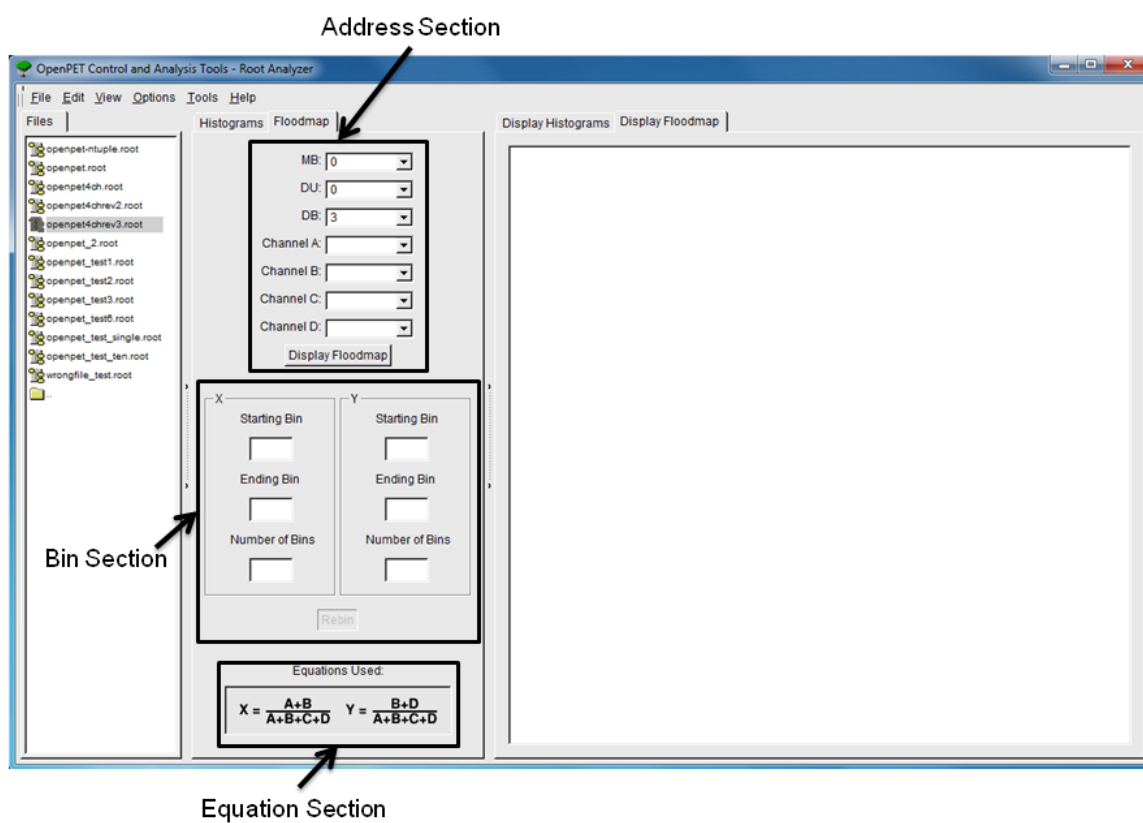 Address Section
OpenPET Control and Analysis Tools - Root Analyzer
File Edit View Options Tools Help
Files
Histograms Floodmap
Display Histograms Display Floodmap
openpet-ntuple.root
openpet.root
openpet4ch.root
openpet4chrev2.root
openpet4chrev3.root
openpet_2.root
openpet_test1.root
openpet_test2.root
openpet_test3.root
openpet_test6.root
openpet_test_single.root
openpet_test_ten.root
wrongfile_test.root
..
MB: 0
DU: 0
DB: 3
Channel A:
Channel B:
Channel C:
Channel D:
Display Floodmap
X Y
Starting Bin Starting Bin
Ending Bin Ending Bin
Number of Bins Number of Bins
Rebin
Bin Section
Equations Used:
X = A+B / A+B+C+D Y = B+D / A+B+C+D
Equation Section